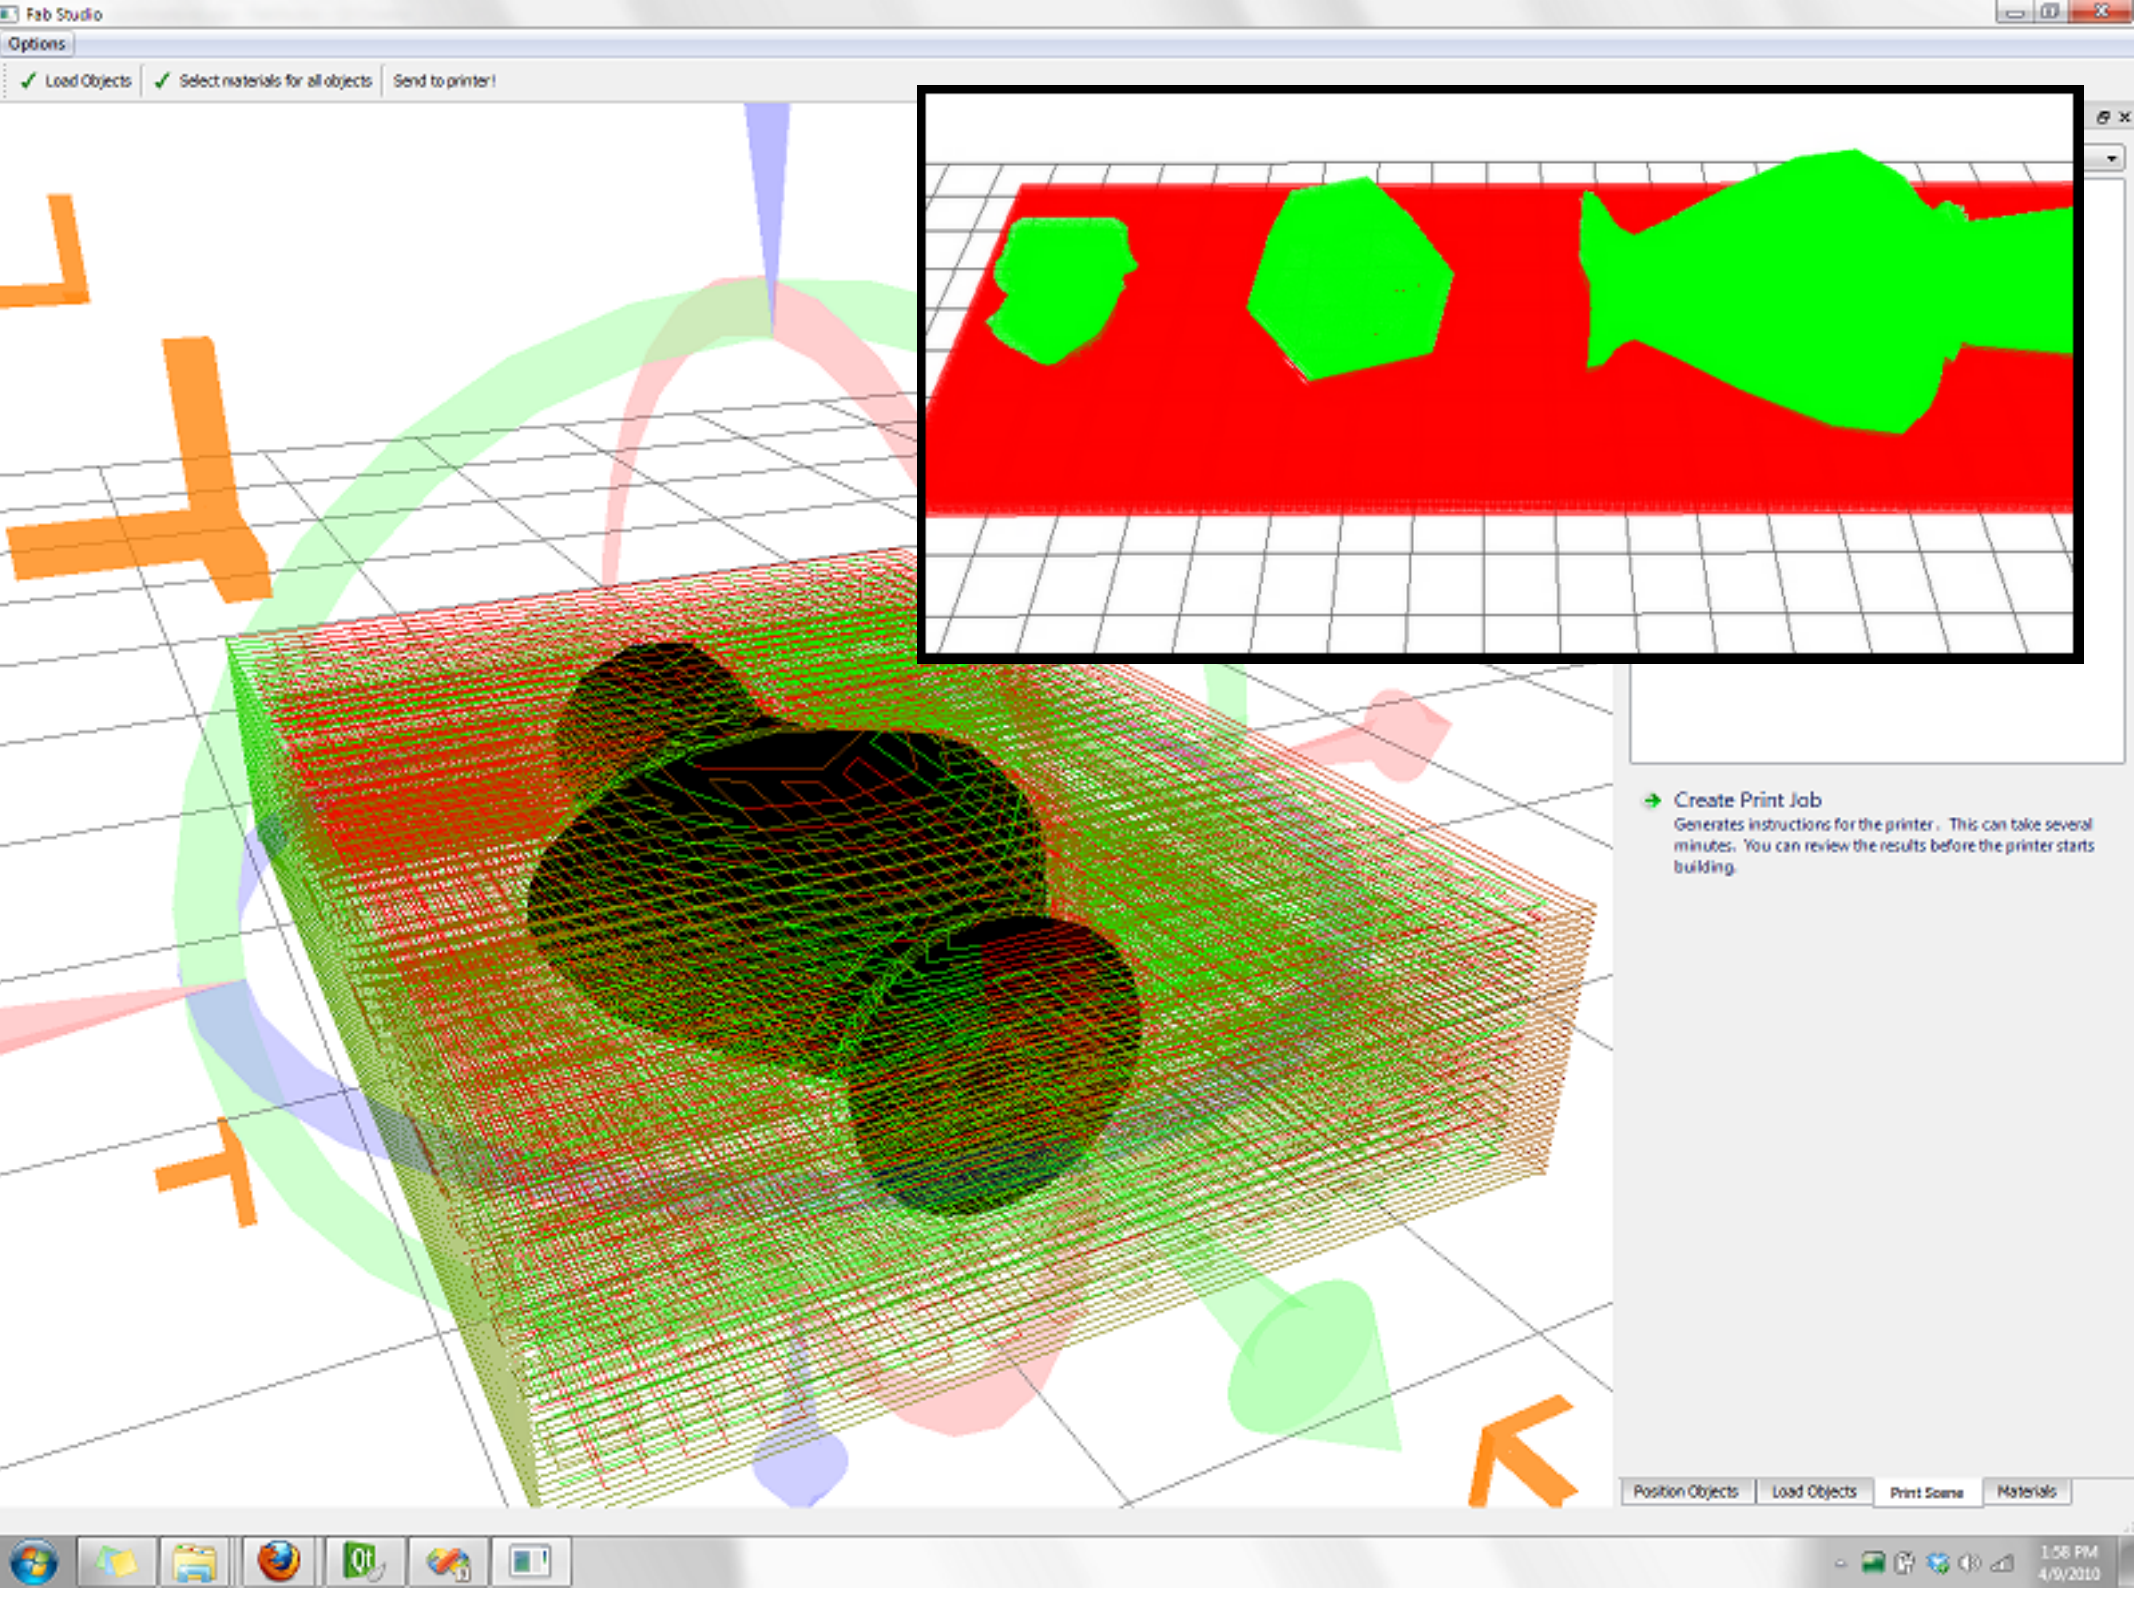 Fab Studio
Options
Load Objects
Select materials for all objects
Send to printer!
Create Print Job
Generates instructions for the printer. This can take several
minutes. You can review the results before the printer starts
building.
Position Objects
Load Objects
Print Scene
Materials
Qt
1:58 PM
4/9/2010